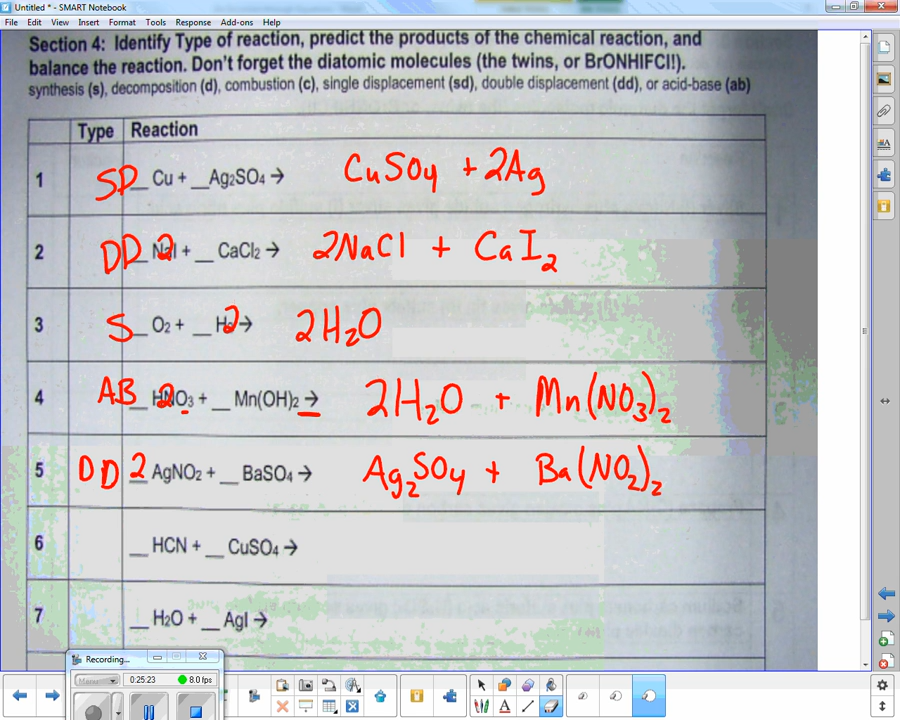 Untitled * - SMART Notebook
File Edit View Insert Format Tools Response Add-ons Help
Section 4: Identify Type of reaction, predict the products of the chemical reaction, and
balance the reaction. Don't forget the diatomic molecules (the twins, or BrONHIFCl!).
synthesis (s), decomposition (d), combustion (c), single displacement (sd), double displacement (dd), or acid-base (ab)
Type Reaction
1 SD __ Cu + __ Ag2SO4 → CuSO4 + 2Ag
2 DD 2 NaI + __ CaCl2 → 2NaCl + CaI2
3 S __ O2 + __ H2 → 2H2O
4 AB 2 HNO3 + __ Mn(OH)2 → 2H2O + Mn(NO3)2
5 DD 2 AgNO2 + __ BaSO4 → Ag2SO4 + Ba(NO2)2
6 __ HCN + __ CuSO4 →
7 __ H2O + __ AgI →
Recording...
0:25:23 8.0 fps